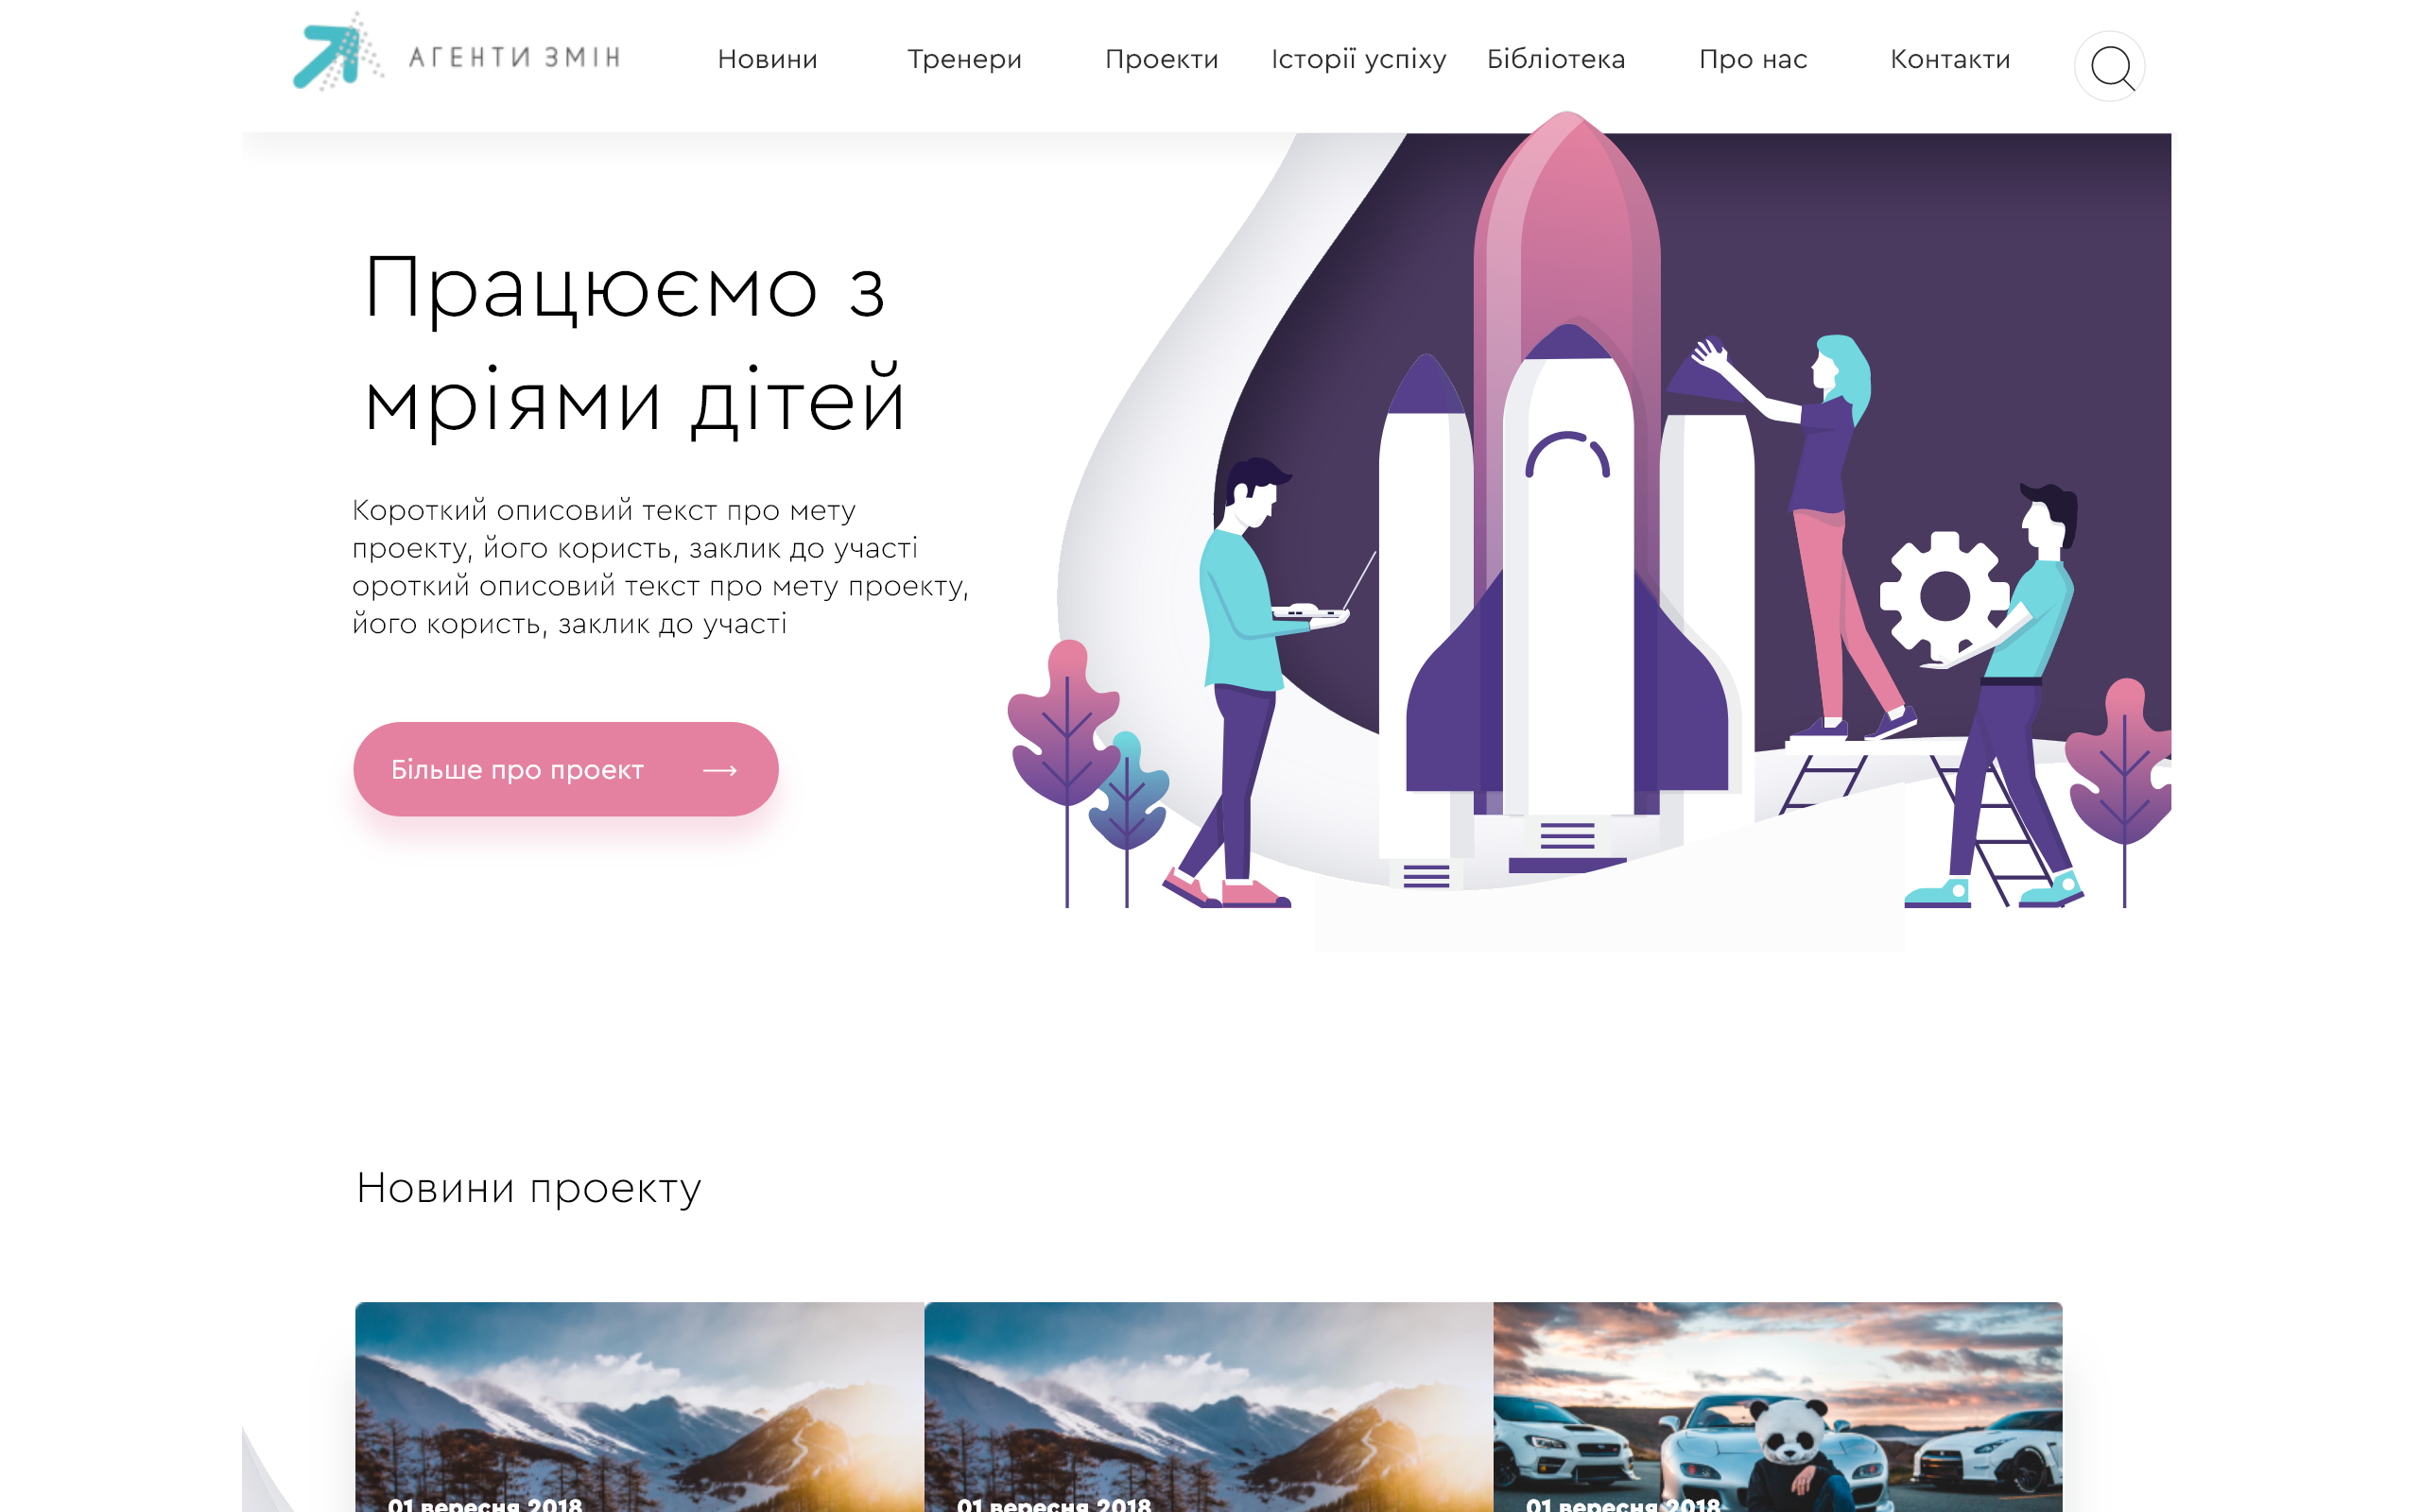 АГЕНТИ ЗМІН
Новини
Тренери
Проекти
Історії успіху
Бібліотека
Про нас
Контакти
Працюємо з
мріями дітей
Короткий описовий текст про мету
проекту, його користь, заклик до участі
ороткий описовий текст про мету проекту,
його користь, заклик до участі
Більше про проект
Новини проекту
01 вересня 2018
01 вересня 2018
01 вересня 2018